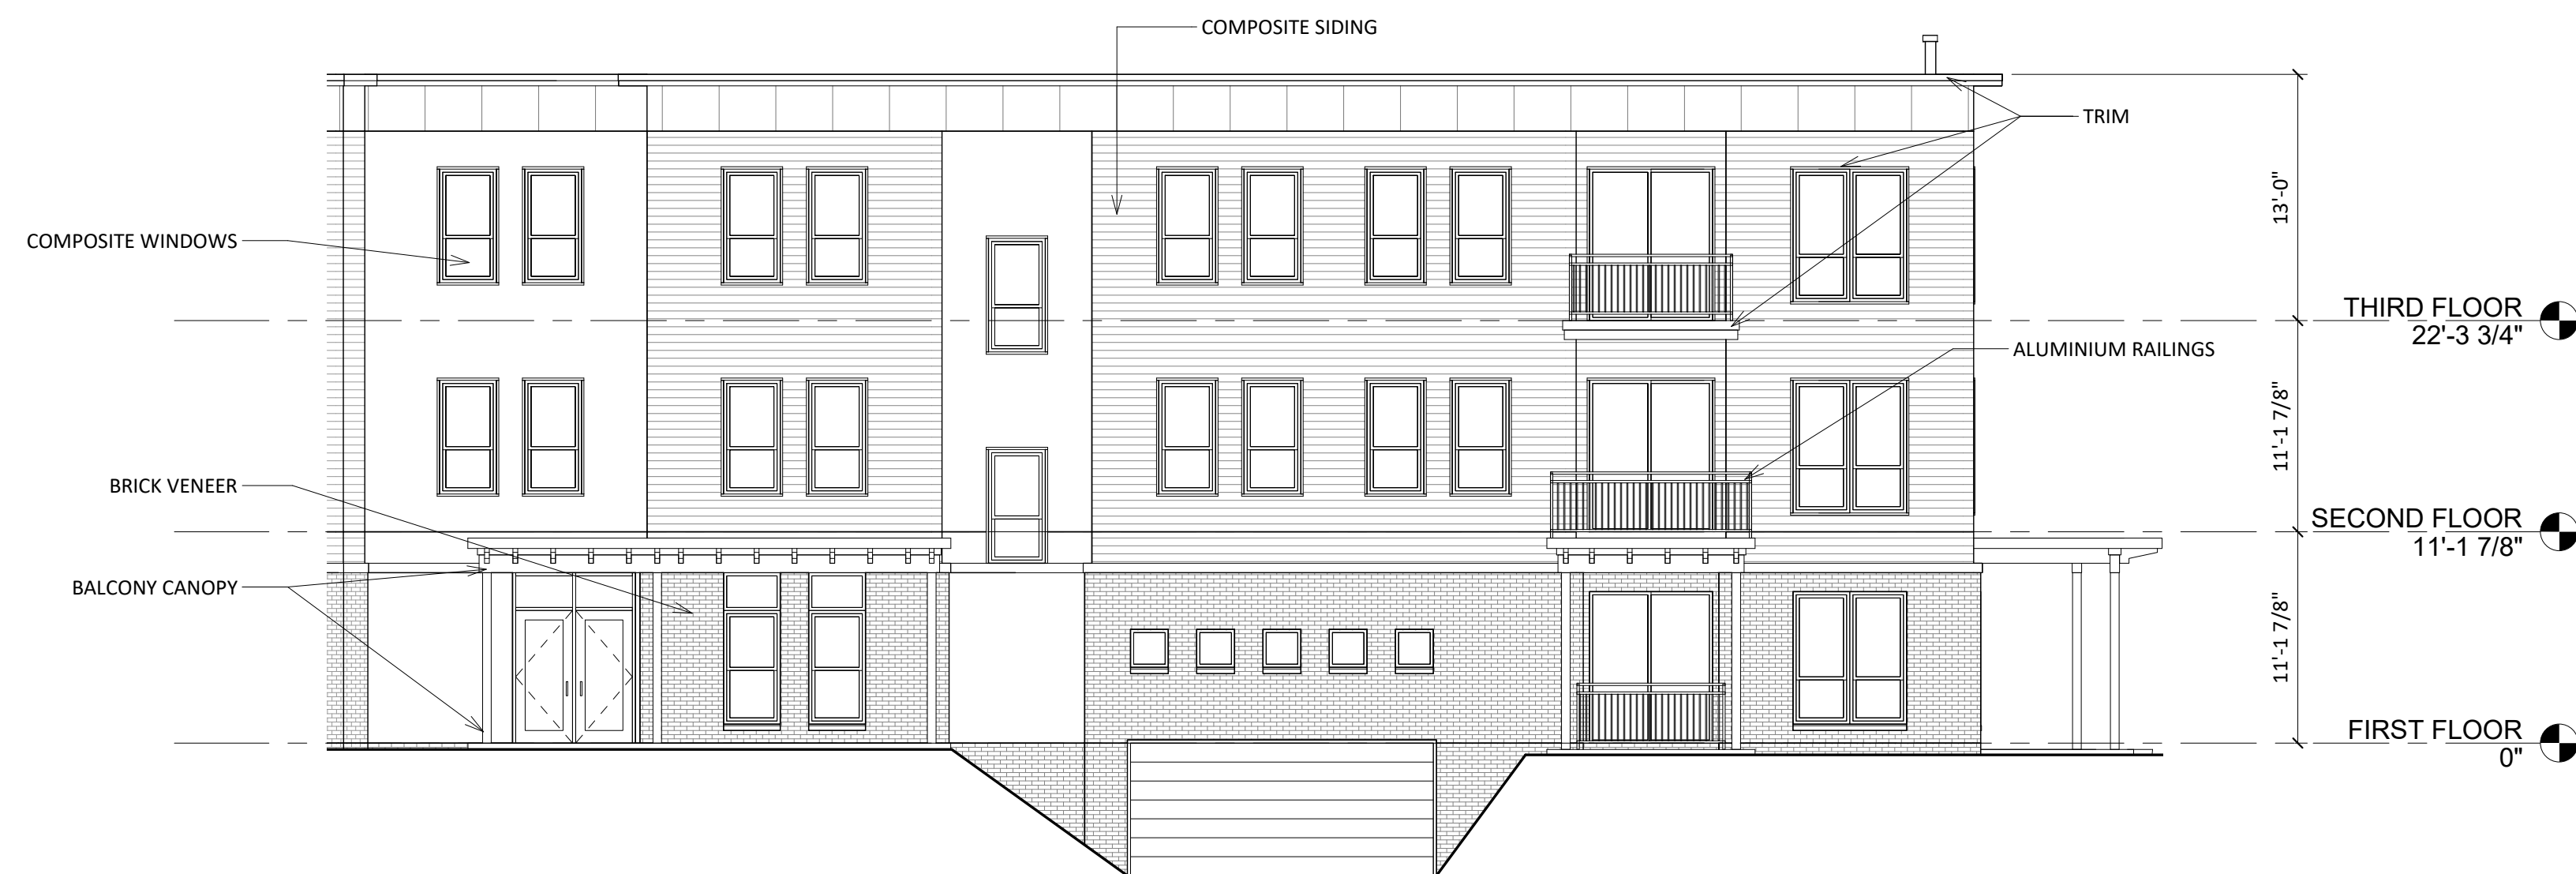 COMPOSITE SIDING
TRIM
13'-0"
COMPOSITE WINDOWS
THIRD FLOOR
22'-3 3/4"
ALUMINIUM RAILINGS
11'-1 7/8"
BRICK VENEER
SECOND FLOOR
11'-1 7/8"
BALCONY CANOPY
11'-1 7/8"
FIRST FLOOR
0"